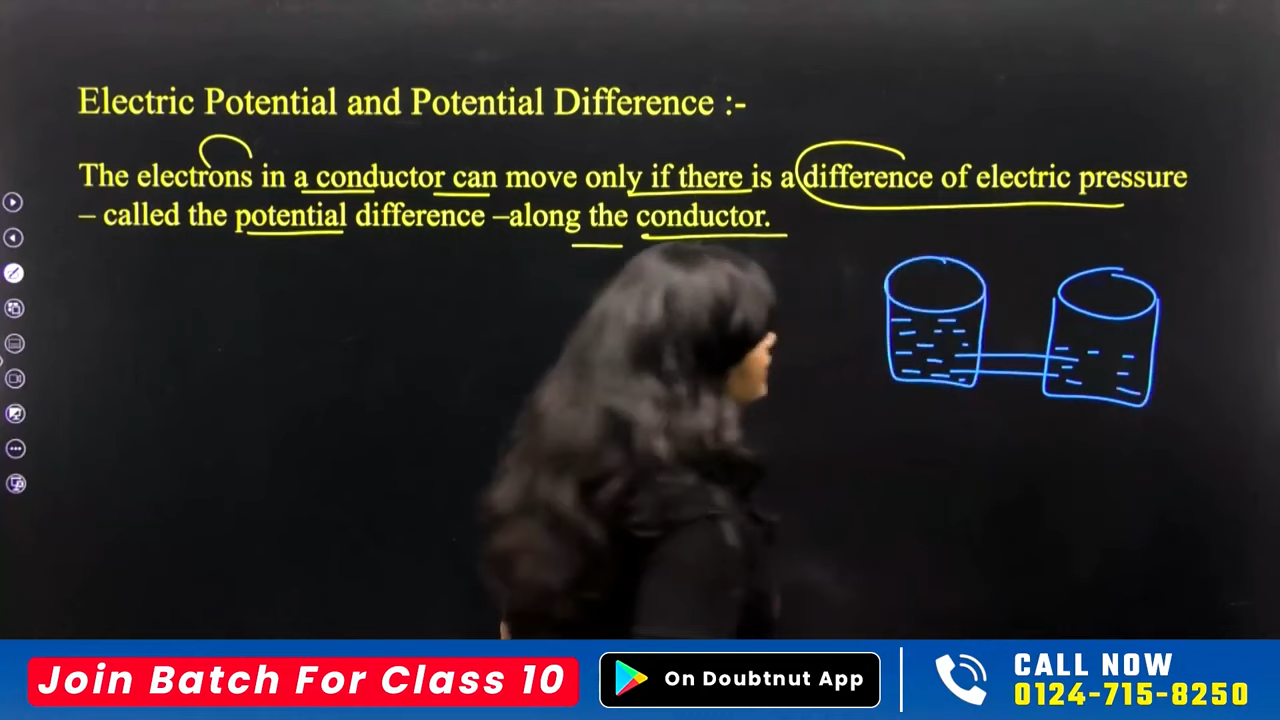 Electric Potential and Potential Difference :-
The electrons in a conductor can move only if there is a difference of electric pressure
– called the potential difference –along the conductor.
Join Batch For Class 10
On Doubtnut App
CALL NOW
0124-715-8250